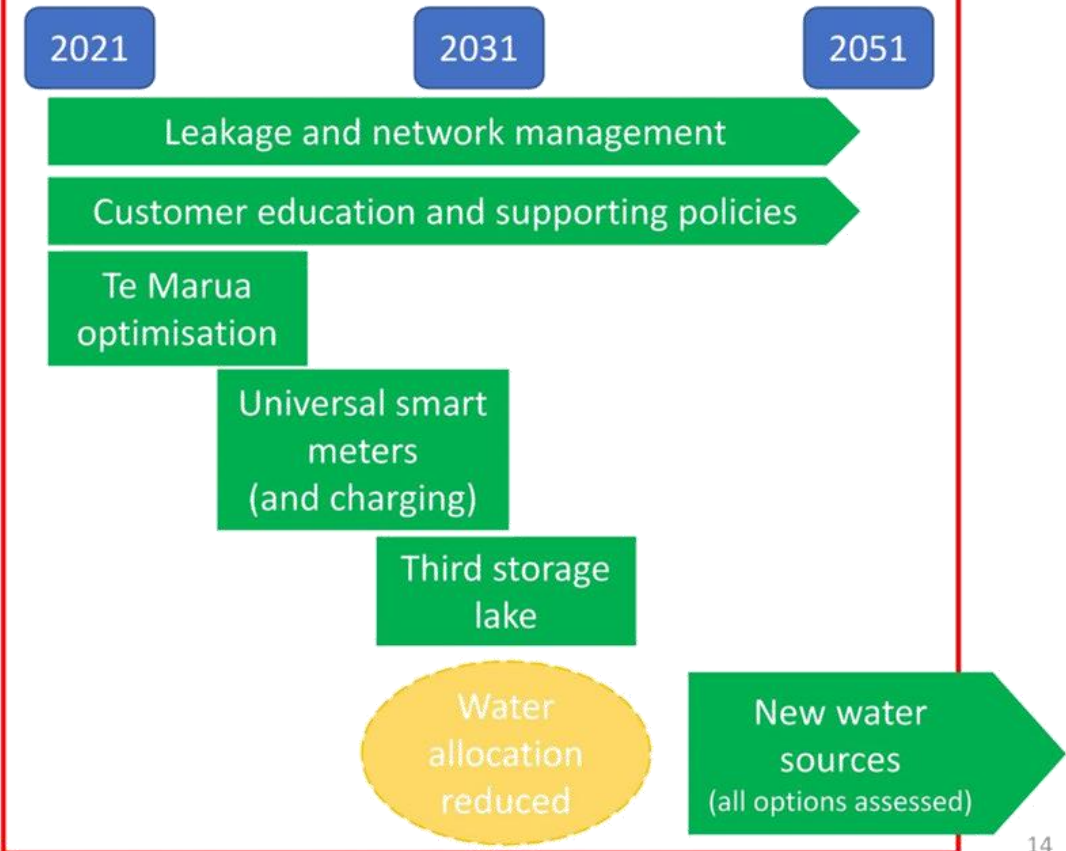 2021
2031
2051
Leakage and network management
Customer education and supporting policies
Te Marua
optimisation
Universal smart
meters
(and charging)
Third storage
lake
Water
allocation
reduced
New water
sources
(all options assessed)
14